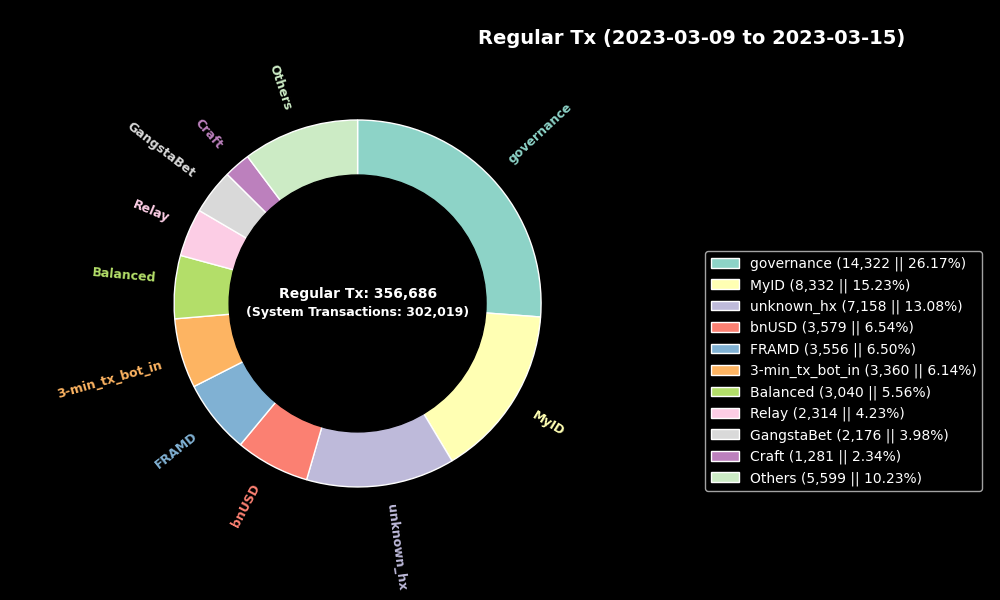 Regular Tx (2023-03-09 to 2023-03-15)
Others
governance
Craft
GangstaBet
Relay
Balanced
3-min_tx_bot_in
FRAMD
bnUSD
unknown_hx
MyID
Regular Tx: 356,686
(System Transactions: 302,019)
governance (14,322 || 26.17%)
MyID (8,332 || 15.23%)
unknown_hx (7,158 || 13.08%)
bnUSD (3,579 || 6.54%)
FRAMD (3,556 || 6.50%)
3-min_tx_bot_in (3,360 || 6.14%)
Balanced (3,040 || 5.56%)
Relay (2,314 || 4.23%)
GangstaBet (2,176 || 3.98%)
Craft (1,281 || 2.34%)
Others (5,599 || 10.23%)